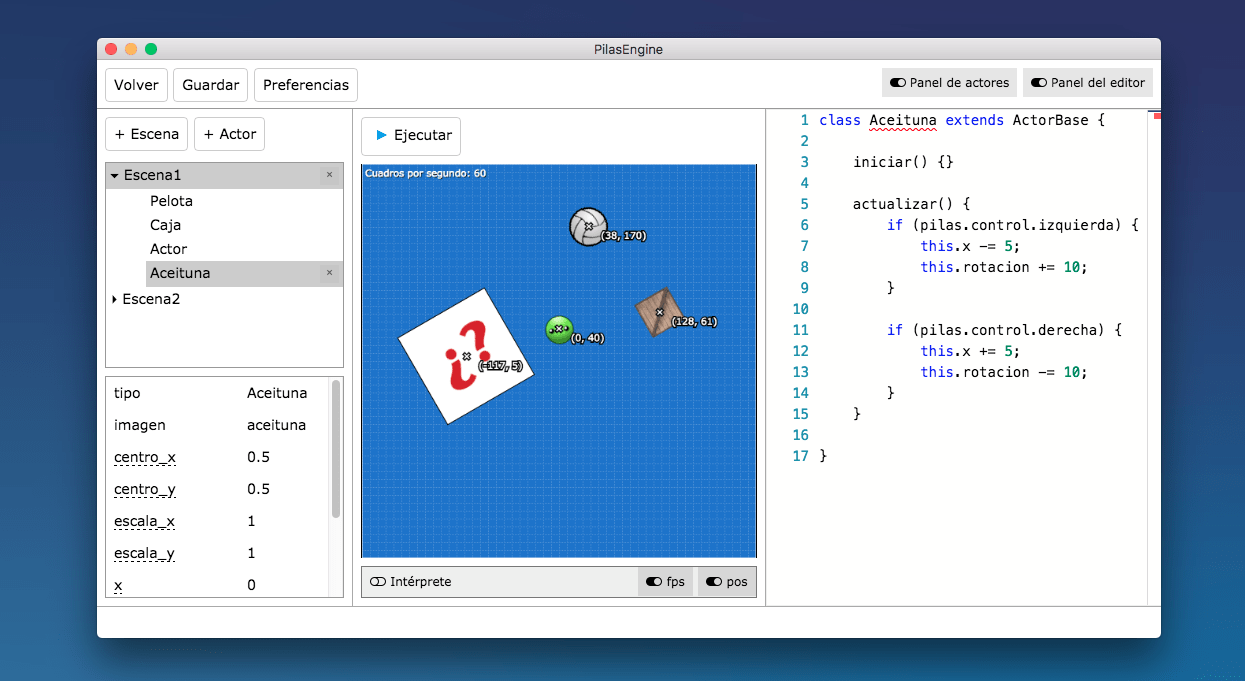 PilasEngine
Volver
Guardar
Preferencias
Panel de actores
Panel del editor
+ Escena
+ Actor
Escena1 ×
Pelota
Caja
Actor
Aceituna ×
Escena2
tipo Aceituna
imagen aceituna
centro_x 0.5
centro_y 0.5
escala_x 1
escala_y 1
x 0
Ejecutar
Cuadros por segundo: 60
(38, 170)
(128, 61)
(0, 40)
¿?
(-117, 5)
Intérprete
fps
pos
1 class Aceituna extends ActorBase {
2
3 iniciar() {}
4
5 actualizar() {
6 if (pilas.control.izquierda) {
7 this.x -= 5;
8 this.rotacion += 10;
9 }
10
11 if (pilas.control.derecha) {
12 this.x += 5;
13 this.rotacion -= 10;
14 }
15 }
16
17 }